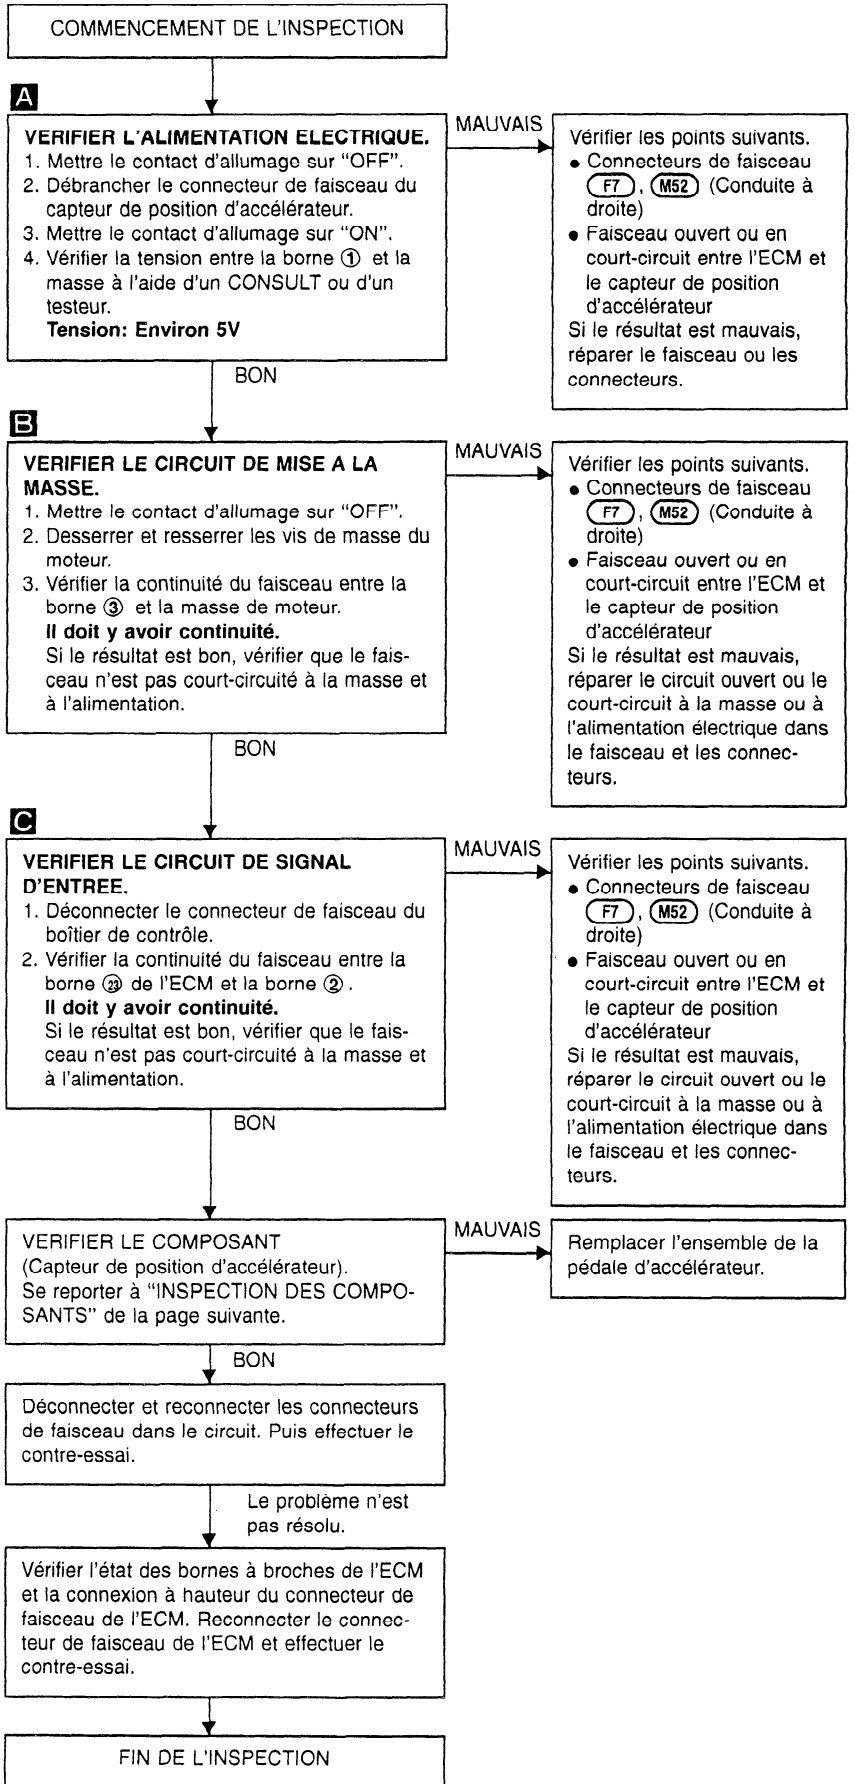 COMMENCEMENT DE L'INSPECTION
A
VERIFIER L'ALIMENTATION ELECTRIQUE.
1. Mettre le contact d'allumage sur "OFF".
2. Débrancher le connecteur de faisceau du
capteur de position d'accélérateur.
3. Mettre le contact d'allumage sur "ON".
4. Vérifier la tension entre la borne ① et la
masse à l'aide d'un CONSULT ou d'un
testeur.
Tension: Environ 5V
MAUVAIS
Vérifier les points suivants.
● Connecteurs de faisceau
F7, M52 (Conduite à
droite)
● Faisceau ouvert ou en
court-circuit entre l'ECM et
le capteur de position
d'accélérateur
Si le résultat est mauvais,
réparer le faisceau ou les
connecteurs.
BON
B
VERIFIER LE CIRCUIT DE MISE A LA
MASSE.
1. Mettre le contact d'allumage sur "OFF".
2. Desserrer et resserrer les vis de masse du
moteur.
3. Vérifier la continuité du faisceau entre la
borne ③ et la masse de moteur.
Il doit y avoir continuité.
Si le résultat est bon, vérifier que le fais-
ceau n'est pas court-circuité à la masse et
à l'alimentation.
MAUVAIS
Vérifier les points suivants.
● Connecteurs de faisceau
F7, M52 (Conduite à
droite)
● Faisceau ouvert ou en
court-circuit entre l'ECM et
le capteur de position
d'accélérateur
Si le résultat est mauvais,
réparer le circuit ouvert ou le
court-circuit à la masse ou à
l'alimentation électrique dans
le faisceau et les connec-
teurs.
BON
C
VERIFIER LE CIRCUIT DE SIGNAL
D'ENTREE.
1. Déconnecter le connecteur de faisceau du
boîtier de contrôle.
2. Vérifier la continuité du faisceau entre la
borne ㉓ de l'ECM et la borne ②.
Il doit y avoir continuité.
Si le résultat est bon, vérifier que le fais-
ceau n'est pas court-circuité à la masse et
à l'alimentation.
MAUVAIS
Vérifier les points suivants.
● Connecteurs de faisceau
F7, M52 (Conduite à
droite)
● Faisceau ouvert ou en
court-circuit entre l'ECM et
le capteur de position
d'accélérateur
Si le résultat est mauvais,
réparer le circuit ouvert ou le
court-circuit à la masse ou à
l'alimentation électrique dans
le faisceau et les connec-
teurs.
BON
VERIFIER LE COMPOSANT
(Capteur de position d'accélérateur).
Se reporter à "INSPECTION DES COMPO-
SANTS" de la page suivante.
MAUVAIS
Remplacer l'ensemble de la
pédale d'accélérateur.
BON
Déconnecter et reconnecter les connecteurs
de faisceau dans le circuit. Puis effectuer le
contre-essai.
Le problème n'est
pas résolu.
Vérifier l'état des bornes à broches de l'ECM
et la connexion à hauteur du connecteur de
faisceau de l'ECM. Reconnecter le connec-
teur de faisceau de l'ECM et effectuer le
contre-essai.
FIN DE L'INSPECTION